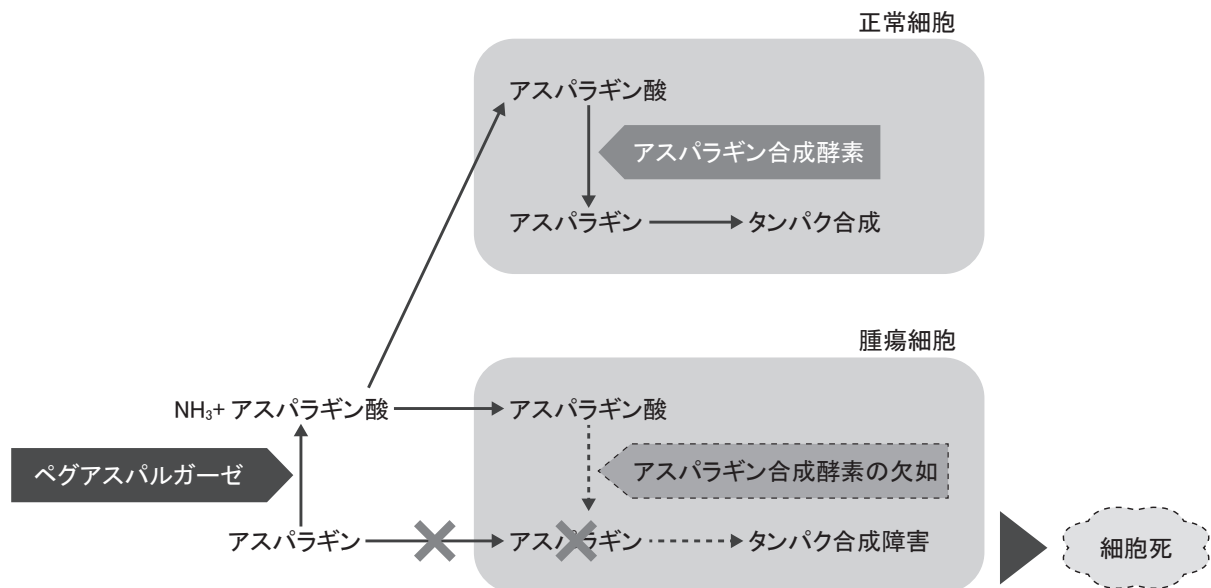 正常細胞
アスパラギン酸
アスパラギン合成酵素
アスパラギン
タンパク合成
腫瘍細胞
NH₃+ アスパラギン酸
アスパラギン酸
ペグアスパルガーゼ
アスパラギン合成酵素の欠如
アスパラギン
アスパラギン
タンパク合成障害
細胞死